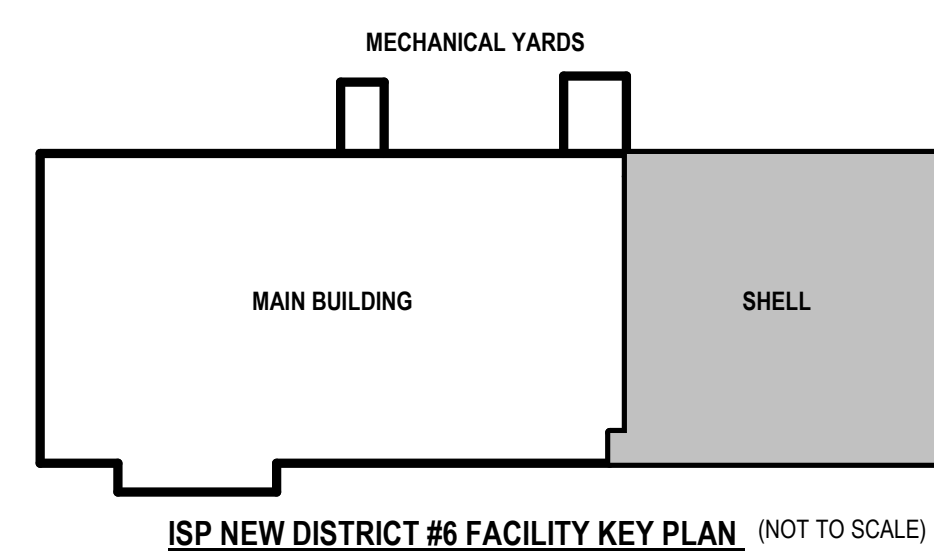 MECHANICAL YARDS
MAIN BUILDING
SHELL
ISP NEW DISTRICT #6 FACILITY KEY PLAN (NOT TO SCALE)